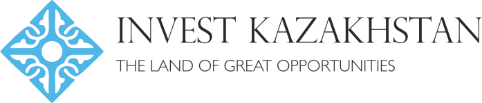 INVEST KAZAKHSTAN
THE LAND OF GREAT OPPORTUNITIES